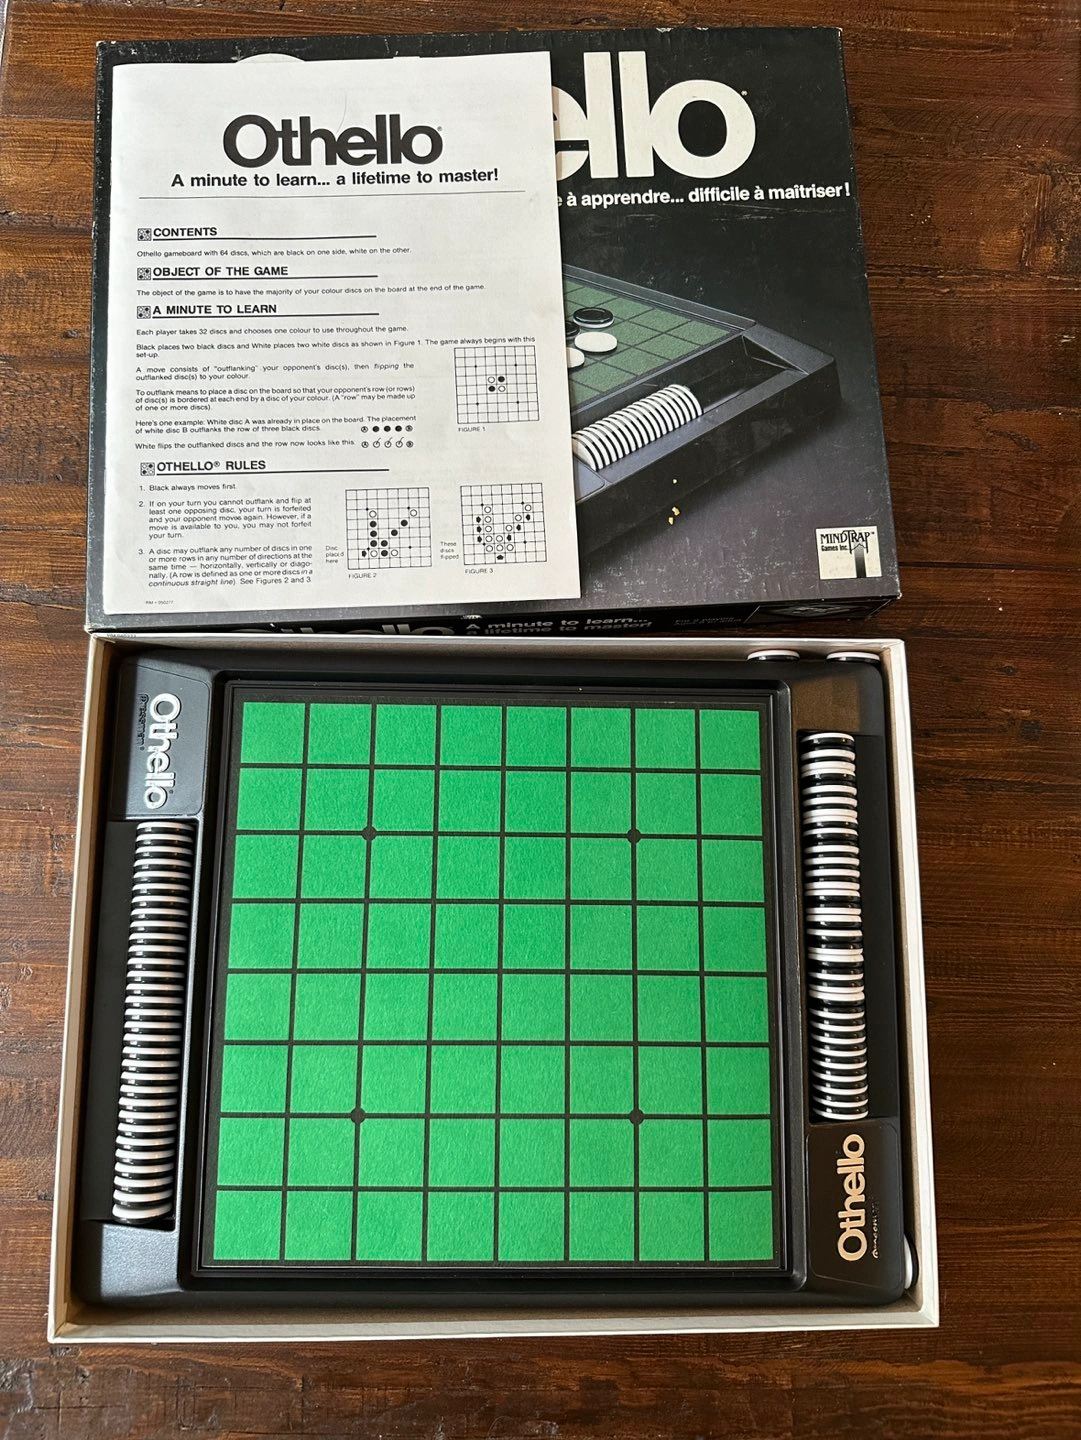 Othello®
A minute to learn... a lifetime to master!
CONTENTS
Othello gameboard with 64 discs, which are black on one side, white on the other.
OBJECT OF THE GAME
The object of the game is to have the majority of your colour discs on the board at the end of the game.
A MINUTE TO LEARN
Each player takes 32 discs and chooses one colour to use throughout the game.
Black places two black discs and White places two white discs as shown in Figure 1. The game always begins with this
set-up.
A move consists of "outflanking" your opponent's disc(s), then flipping the
outflanked disc(s) to your colour.
To outflank means to place a disc on the board so that your opponent's row (or rows)
of disc(s) is bordered at each end by a disc of your colour. (A "row" may be made up
of one or more discs).
Here's one example: White disc A was already in place on the board. The placement
of white disc B outflanks the row of three black discs.
White flips the outflanked discs and the row now looks like this.
FIGURE 1
OTHELLO® RULES
1. Black always moves first.
2. If on your turn you cannot outflank and flip at
least one opposing disc, your turn is forfeited
and your opponent moves again. However, if a
move is available to you, you may not forfeit
your turn.
3. A disc may outflank any number of discs in one
or more rows in any number of directions at the
same time — horizontally, vertically or diago-
nally. (A row is defined as one or more discs in a
continuous straight line). See Figures 2 and 3
Disc
placed
here
FIGURE 2
These
discs
flipped
FIGURE 3
ello
à apprendre... difficile à maîtriser!
MINDTRAP
Games Inc.
Othello
A minute to learn...
a lifetime to master!
Othello
Othello